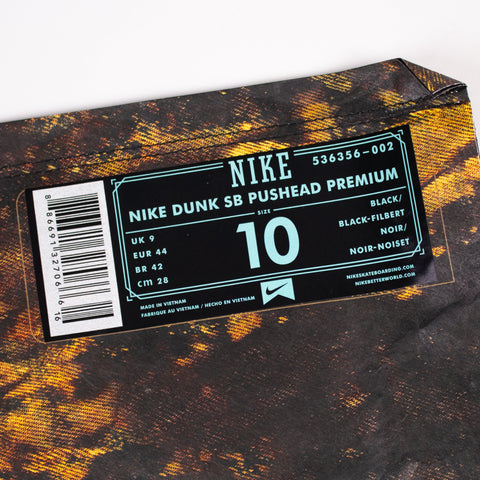 NIKE 536356-002
NIKE DUNK SB PUSHEAD PREMIUM
UK 9
EUR 44
BR 42
CM 28
SIZE
10
BLACK/
BLACK-FILBERT
NOIR/
NOIR-NOISET
NIKESKATEBOARDING.COM
NIKEBETTERWORLD.COM
MADE IN VIETNAM
FABRIQUE AU VIETNAM / HECHO EN VIETNAM